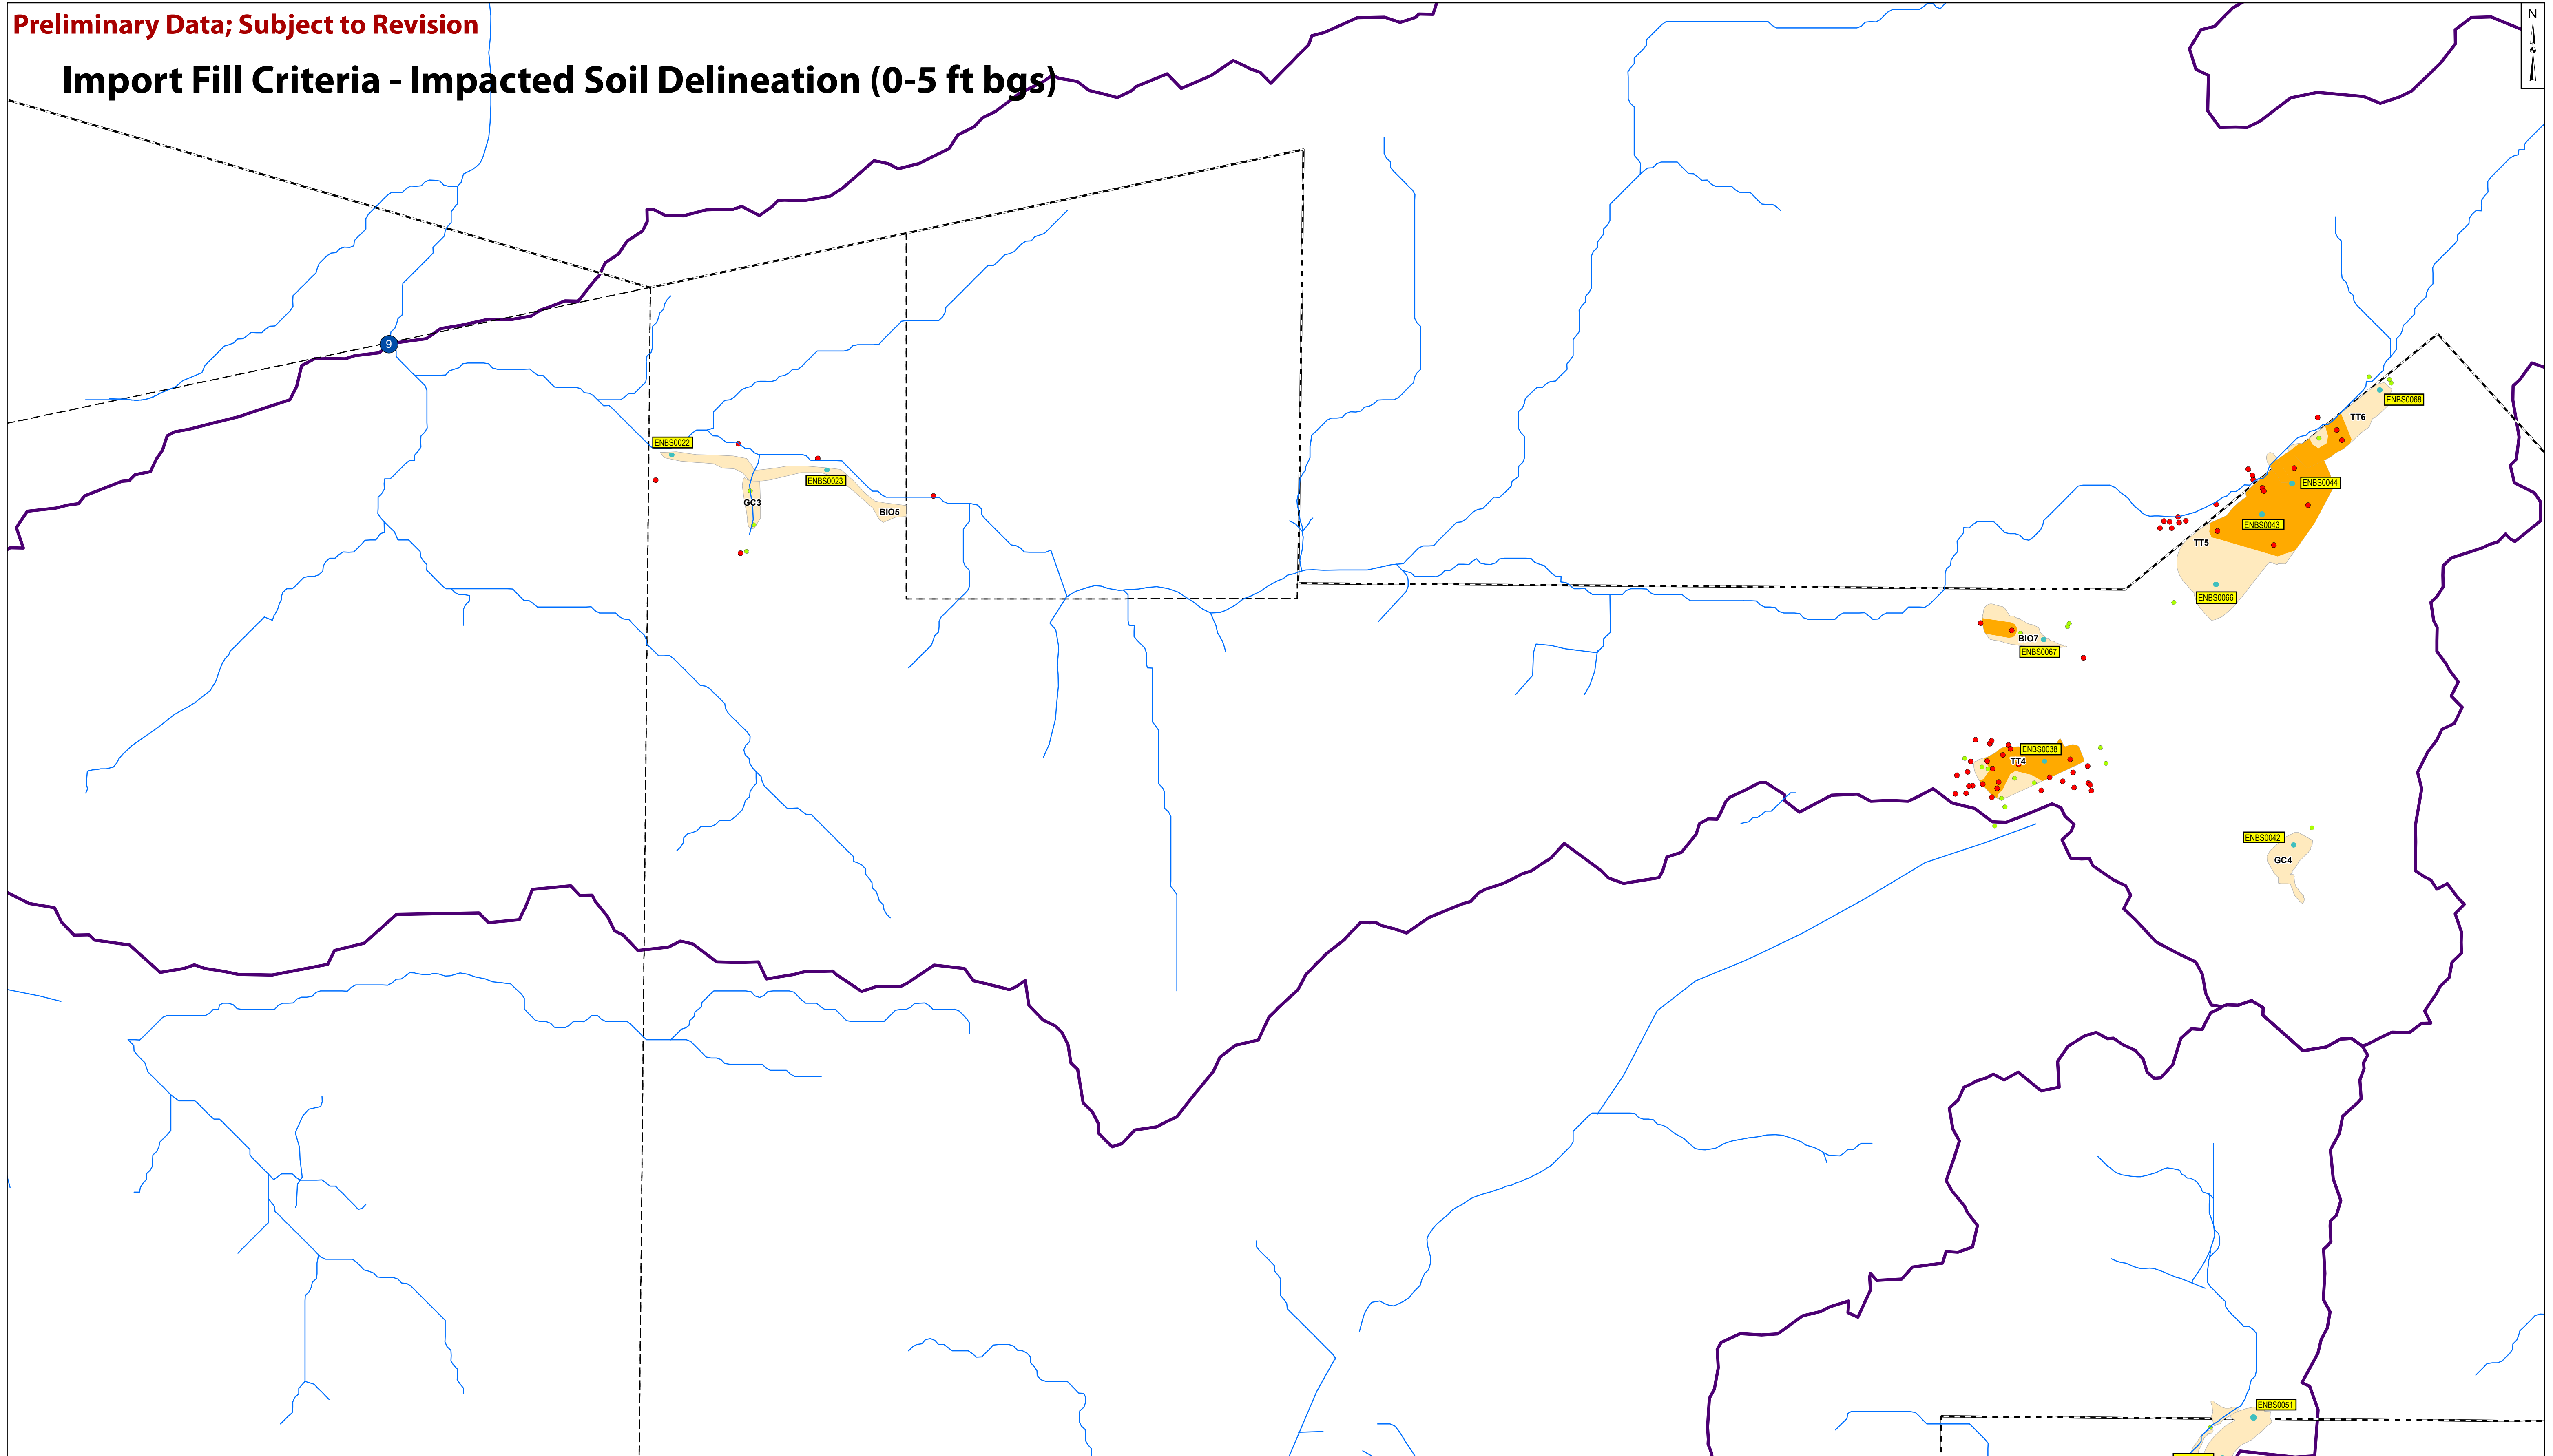 Preliminary Data; Subject to Revision
N
Import Fill Criteria - Impacted Soil Delineation (0-5 ft bgs)
9
ENBS0068
TT6
ENBS0022
ENBS0023
ENBS0044
GC3
BIO5
ENBS0043
TT5
ENBS0066
BIO7
ENBS0067
ENBS0038
TT4
ENBS0042
GC4
ENBS0051